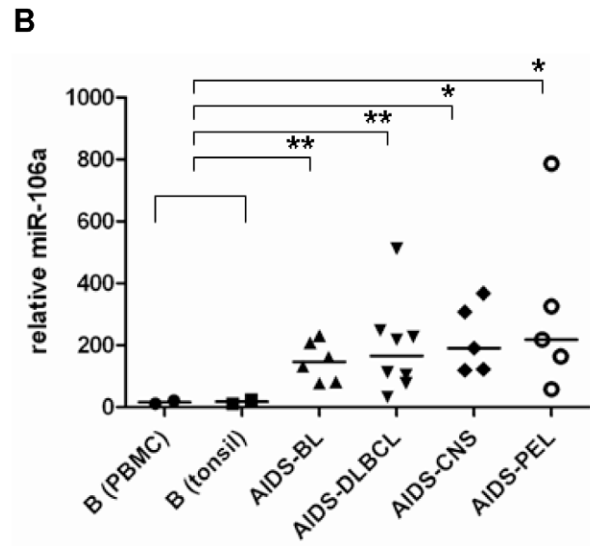 B
*
*
**
**
1000
800
600
400
200
0
relative miR-106a
B (PBMC)
B (tonsil)
AIDS-BL
AIDS-DLBCL
AIDS-CNS
AIDS-PEL